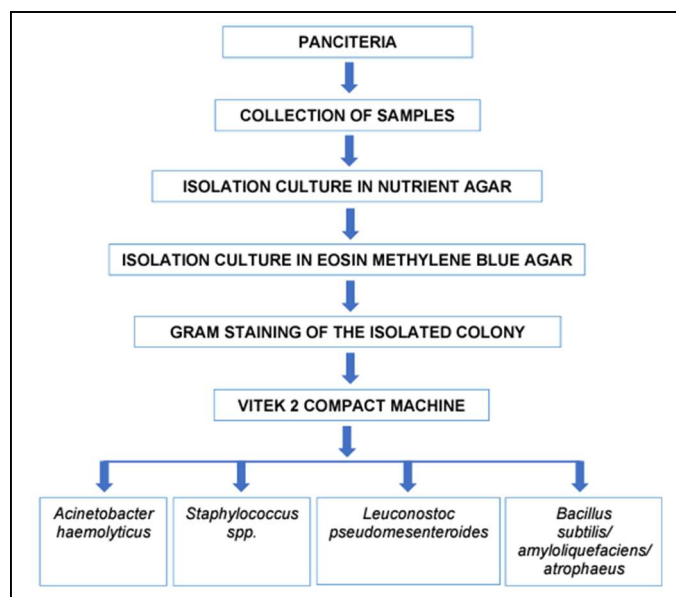 PANCITERIA
COLLECTION OF SAMPLES
ISOLATION CULTURE IN NUTRIENT AGAR
ISOLATION CULTURE IN EOSIN METHYLENE BLUE AGAR
GRAM STAINING OF THE ISOLATED COLONY
VITEK 2 COMPACT MACHINE
Acinetobacter
haemolyticus
Staphylococcus
spp.
Leuconostoc
pseudomesenteroides
Bacillus
subtilis/
amyloliquefaciens/
atrophaeus